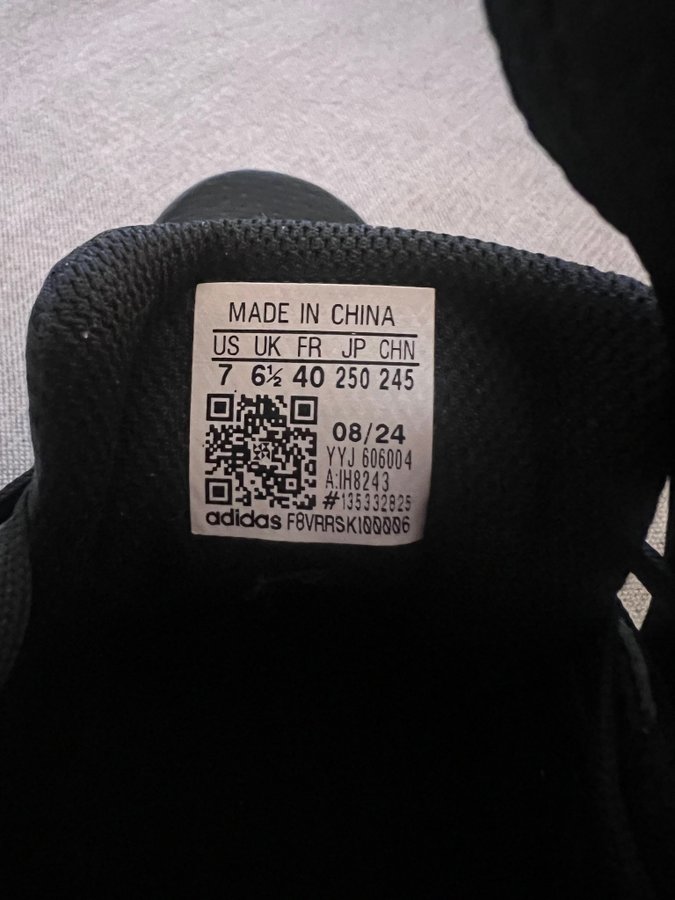 MADE IN CHINA
US UK FR JP CHN
7 6½ 40 250 245
08/24
YYJ 606004
A:IH8243
#135332825
adidas F8VRRSKI00006